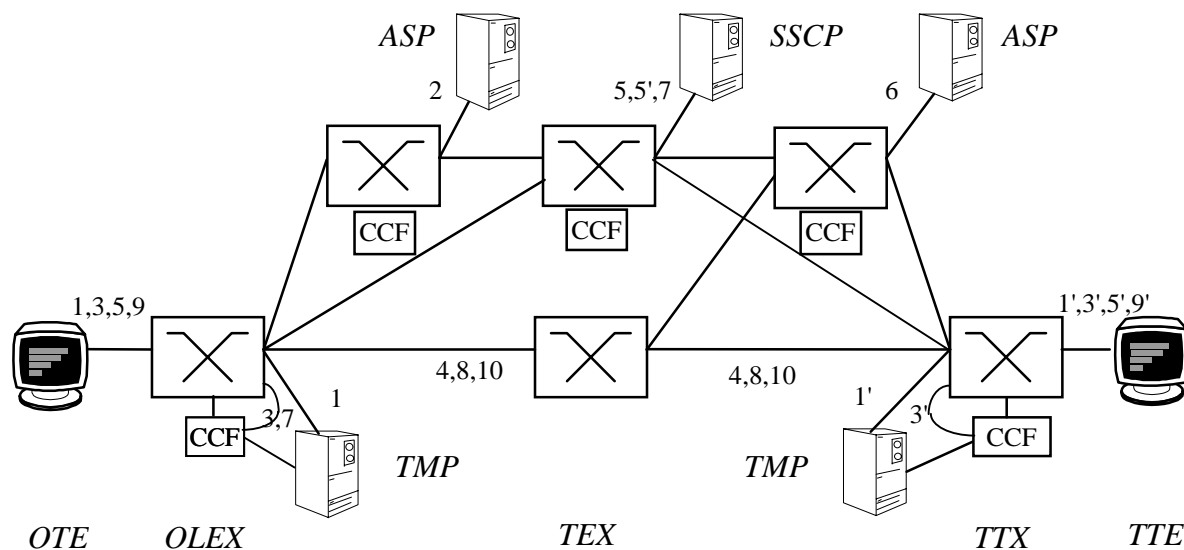 ASP
SSCP
ASP
2
5,5',7
6
CCF
CCF
CCF
1,3,5,9
1',3',5',9'
4,8,10
4,8,10
1
1'
3,7
3'
CCF
CCF
TMP
TMP
OTE
OLEX
TEX
TTX
TTE